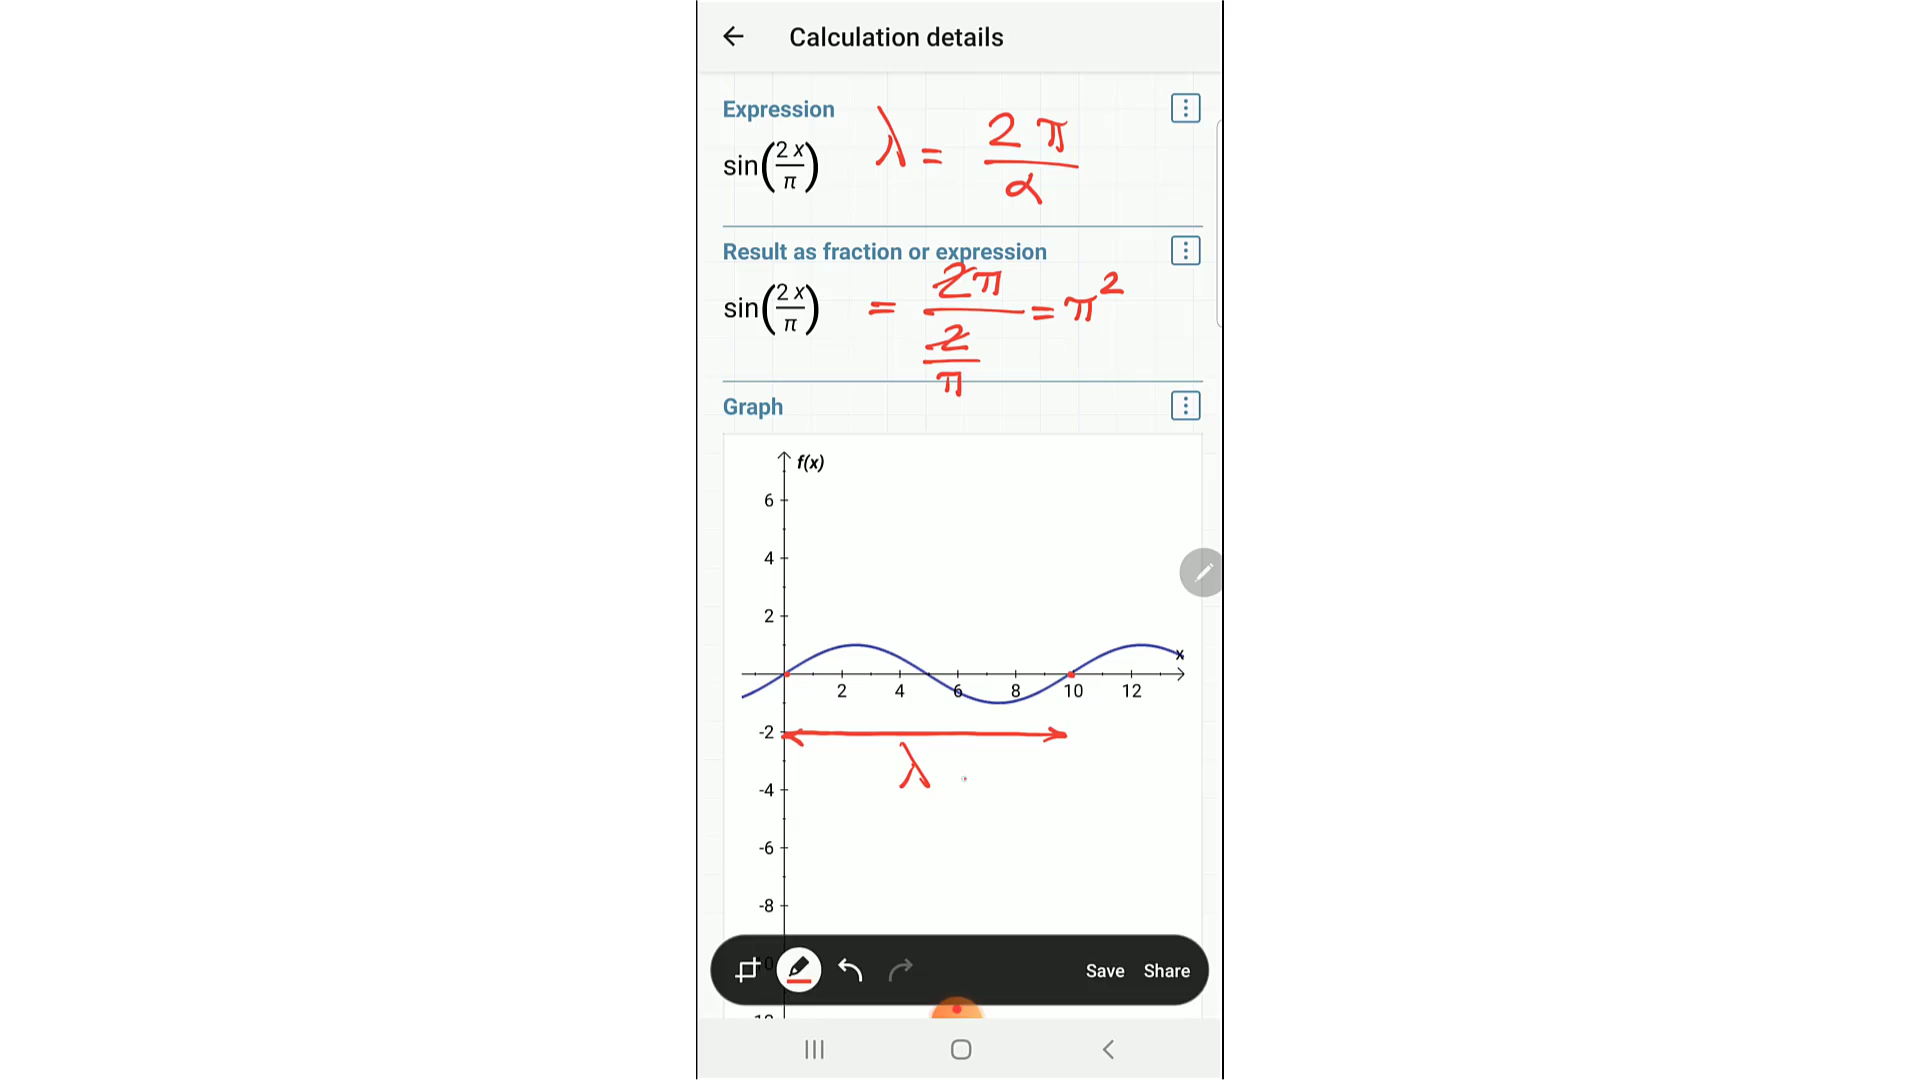 Calculation details
Expression
sin(2x/π) λ = 2π/α
Result as fraction or expression
sin(2x/π) = 2π/(2/π) = π²
Graph
f(x)
6
4
2
x
2 4 6 8 10 12
-2
λ
-4
-6
-8
Save Share